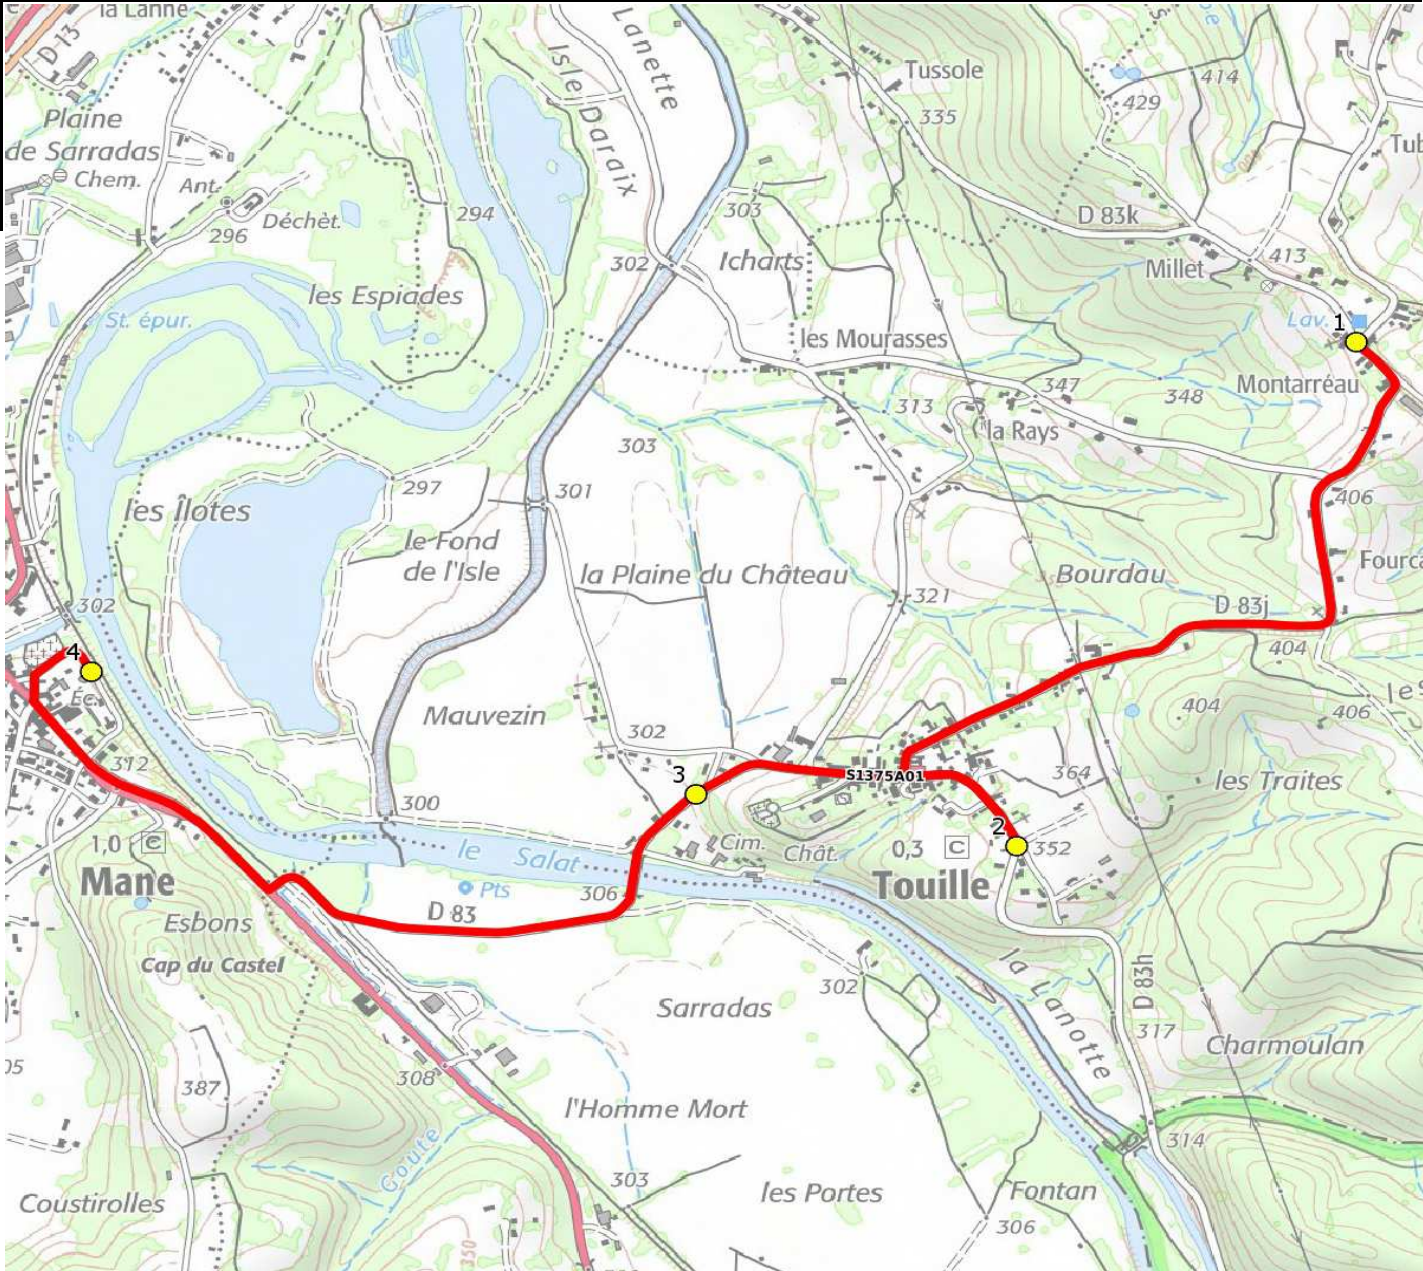 la Lanne
D 13
Isle Daraix
Lanette
Tussole
335
414
429
Plaine
de Sarradas
Chem.
Ant.
Déchèt.
296
294
303
D 83k
Tub
302
Icharts
Millet
413
les Espiades
St. épur.
les Mourasses
Lav.
1
Montarréau
347
348
313
la Rays
303
297
301
406
les Îlotes
le Fond
de l'Isle
la Plaine du Château
321
Bourdau
Fourca
D 83j
302
404
4
Éc.
Mauvezin
302
404
406
les
312
3
S1375A01
364
les Traites
300
1,0 C
le Salat
Cim.
Chât.
0,3 C
2
352
Mane
Pts
306
Touille
D 83
Esbons
Cap du Castel
la Lanotte
D 83h
302
Sarradas
317
Charmoulan
05
387
308
l'Homme Mort
Goute
314
303
les Portes
Fontan
Coustirolles
306
350